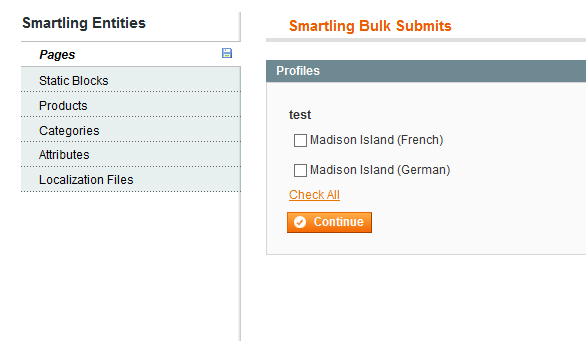 Smartling Entities
Pages
Static Blocks
Products
Categories
Attributes
Localization Files
Smartling Bulk Submits
Profiles
test
Madison Island (French)
Madison Island (German)
Check All
Continue